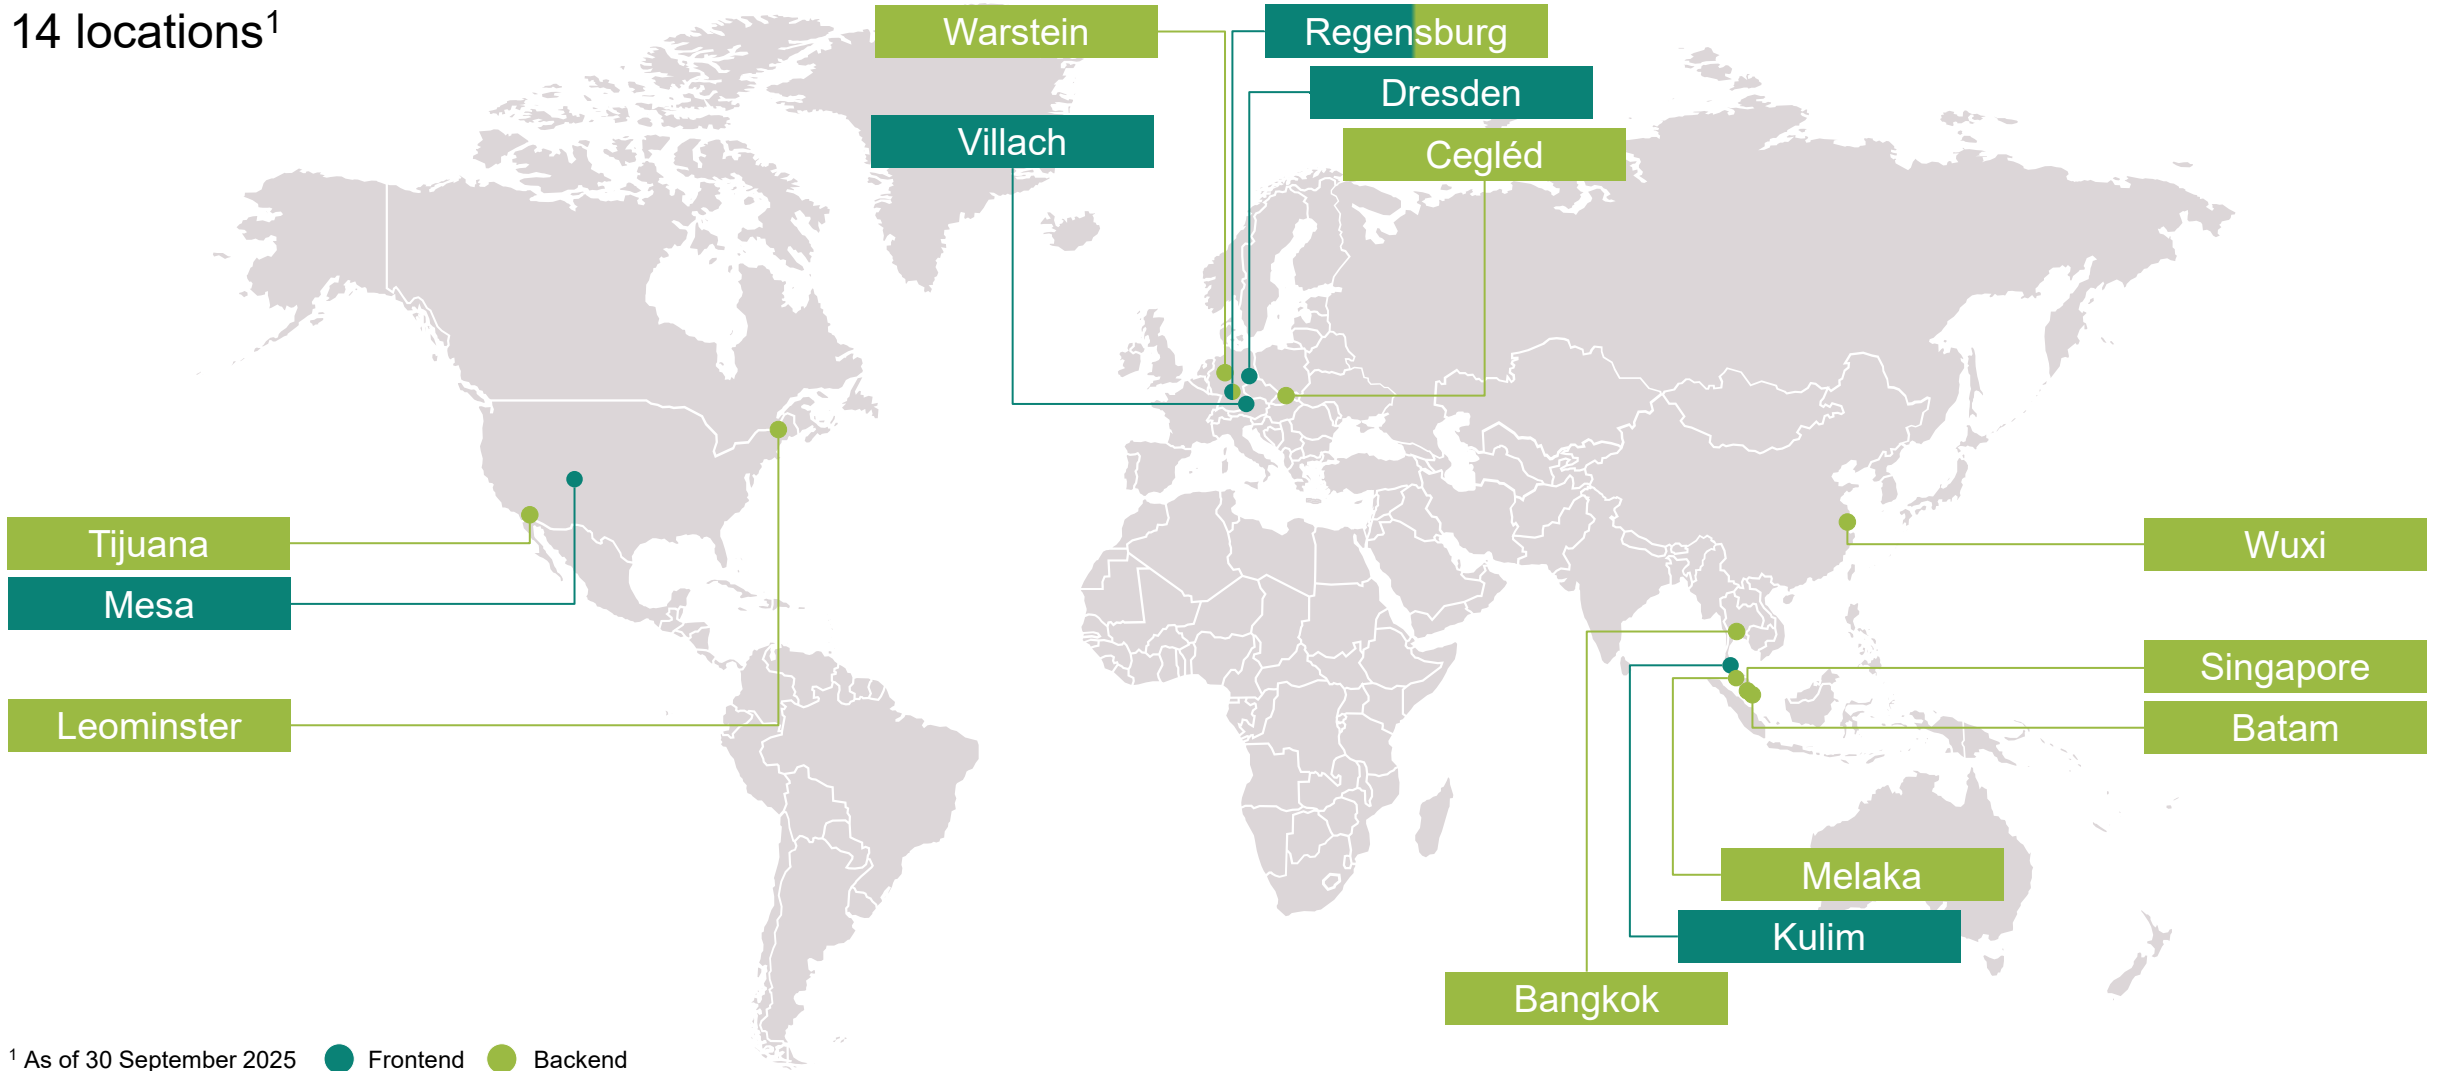 14 locations¹
Warstein
Regensburg
Dresden
Villach
Cegléd
Tijuana
Mesa
Leominster
Wuxi
Singapore
Batam
Melaka
Kulim
Bangkok
¹ As of 30 September 2025
Frontend
Backend